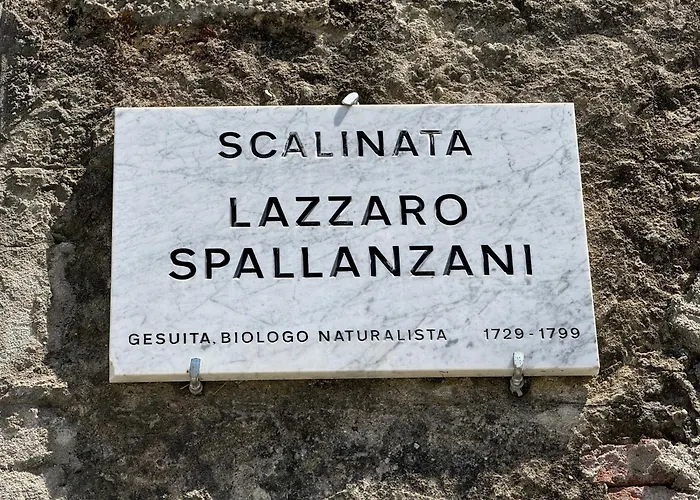 SCALINATA
LAZZARO
SPALLANZANI
GESUITA, BIOLOGO NATURALISTA 1729-1799